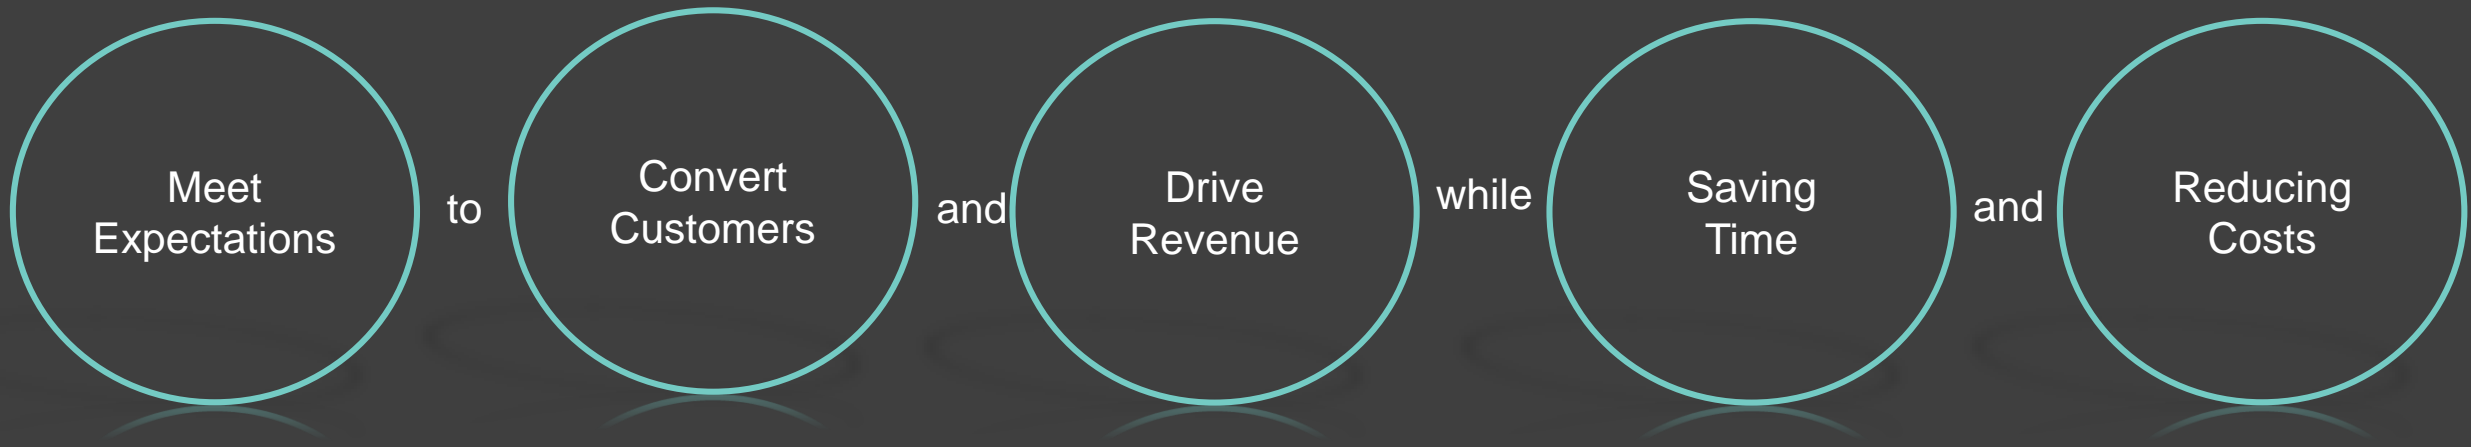 Meet
Expectations
to
Convert
Customers
and
Drive
Revenue
while
Saving
Time
and
Reducing
Costs